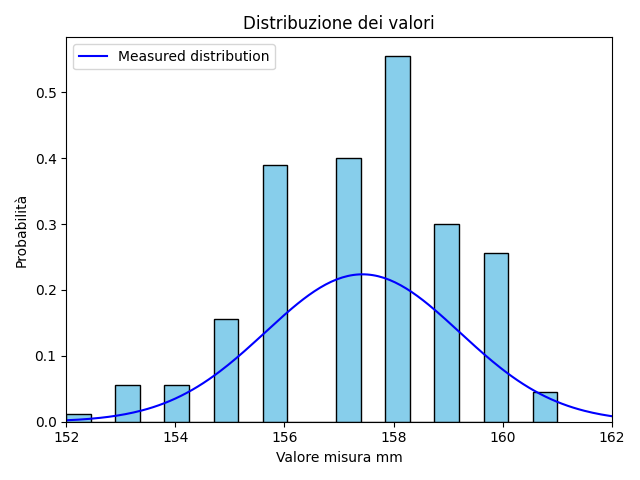 Distribuzione dei valori
Measured distribution
Probabilità
0.5
0.4
0.3
0.2
0.1
0.0
152 154 156 158 160 162
Valore misura mm